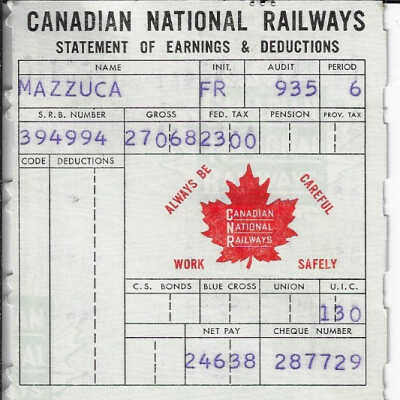 CANADIAN NATIONAL RAILWAYS
STATEMENT OF EARNINGS & DEDUCTIONS
NAME INIT. AUDIT PERIOD
MAZZUCA FR 935 6
S. R. B. NUMBER GROSS FED. TAX PENSION PROV. TAX
394994 27068 2300
CODE DEDUCTIONS
ALWAYS BE CAREFUL
CANADIAN
NATIONAL
RAILWAYS
WORK SAFELY
C. S. BONDS BLUE CROSS UNION U. I. C.
130
NET PAY CHEQUE NUMBER
24638 287729